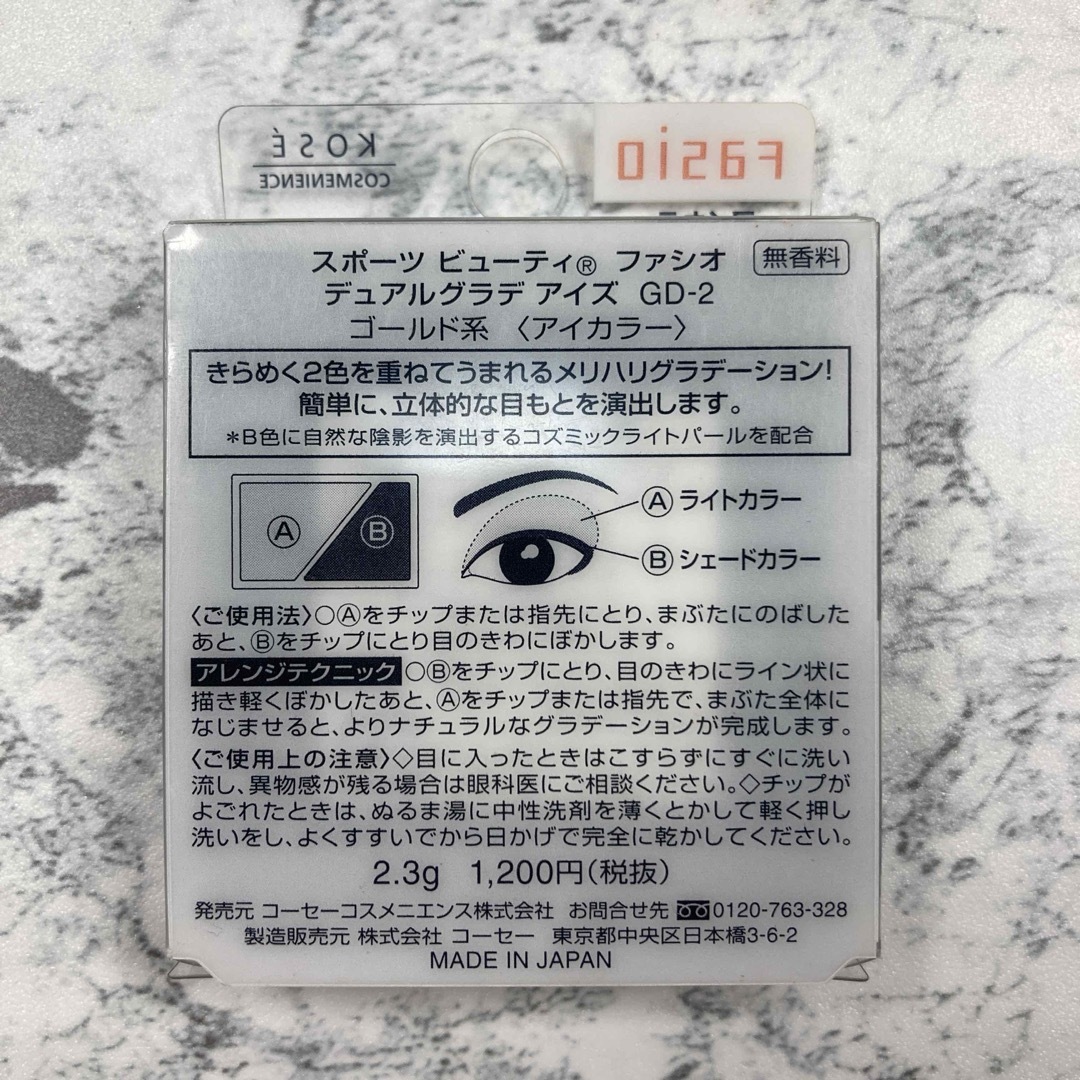 KOSÉ
COSMENIENCE
Fasio
スポーツ ビューティ® ファシオ 無香料
デュアルグラデ アイズ GD-2
ゴールド系 〈アイカラー〉
きらめく2色を重ねてうまれるメリハリグラデーション!
簡単に、立体的な目もとを演出します。
*B色に自然な陰影を演出するコズミックライトパールを配合
Ⓐ Ⓑ
Ⓐライトカラー
Ⓑシェードカラー
〈ご使用法〉○Ⓐをチップまたは指先にとり、まぶたにのばした
あと、Ⓑをチップにとり目のきわにぼかします。
アレンジテクニック ○Ⓑをチップにとり、目のきわにライン状に
描き軽くぼかしたあと、Ⓐをチップまたは指先で、まぶた全体に
なじませると、よりナチュラルなグラデーションが完成します。
〈ご使用上の注意〉◇目に入ったときはこすらずにすぐに洗い
流し、異物感が残る場合は眼科医にご相談ください。◇チップが
よごれたときは、ぬるま湯に中性洗剤を薄くとかして軽く押し
洗いをし、よくすすいでから日かげで完全に乾かしてください。
2.3g 1,200円(税抜)
発売元 コーセーコスメニエンス株式会社 お問合せ先 0120-763-328
製造販売元 株式会社 コーセー 東京都中央区日本橋3-6-2
MADE IN JAPAN